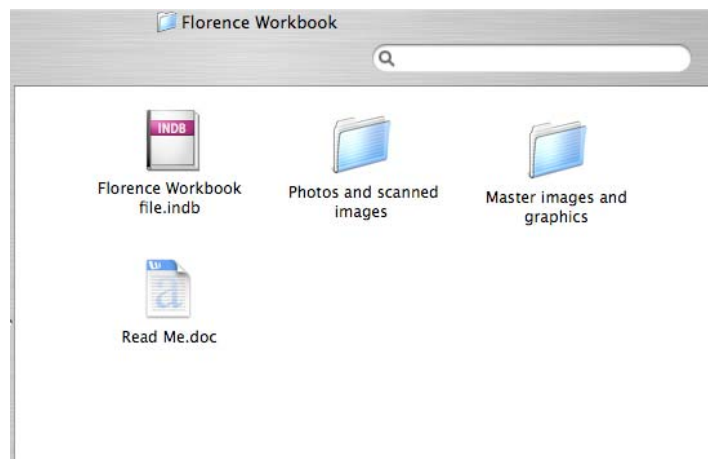 Florence Workbook
INDB
Florence Workbook
file.indb
Photos and scanned
images
Master images and
graphics
W
a
Read Me.doc